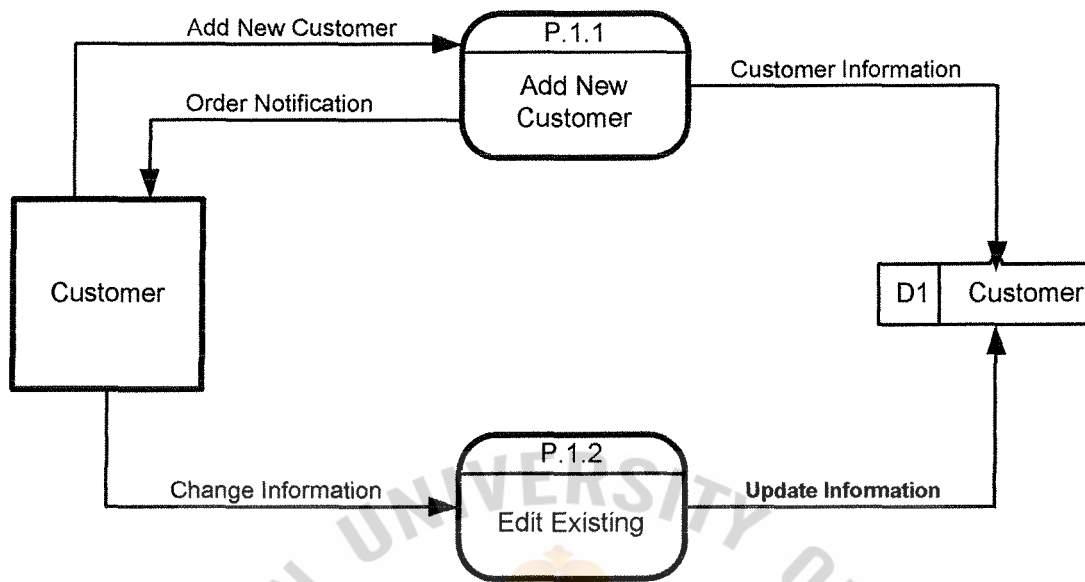 Add New Customer
P.1.1
Add New
Customer
Customer Information
Order Notification
Customer
D1 Customer
P.1.2
Change Information
Edit Existing
Update Information
UNIVERSITY